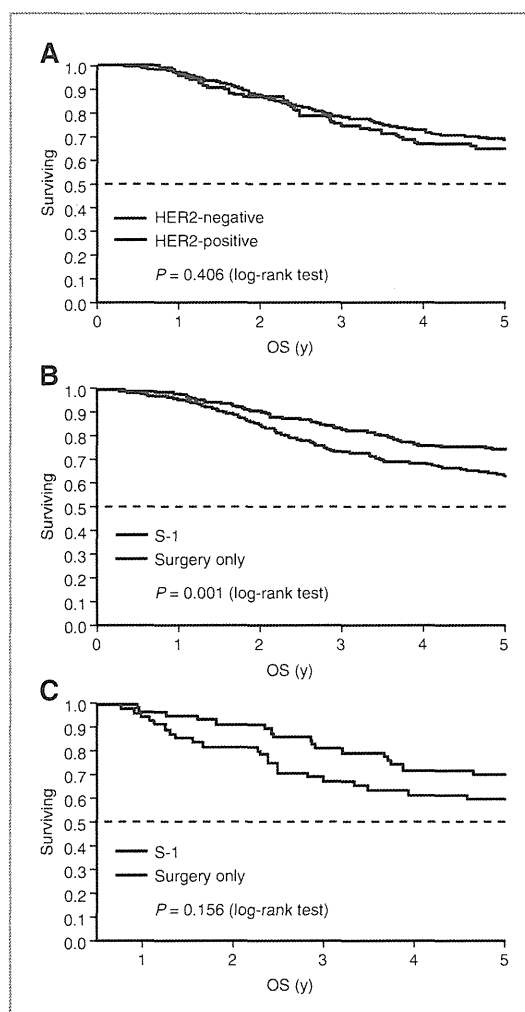 A
1.0
0.9
0.8
0.7
0.6
0.5
0.4
0.3
0.2
0.1
0.0
Surviving
HER2-negative
HER2-positive
P = 0.406 (log-rank test)
0 1 2 3 4 5
OS (y)
B
1.0
0.9
0.8
0.7
0.6
0.5
0.4
0.3
0.2
0.1
0.0
Surviving
S-1
Surgery only
P = 0.001 (log-rank test)
0 1 2 3 4 5
OS (y)
C
1.0
0.9
0.8
0.7
0.6
0.5
0.4
0.3
0.2
0.1
0.0
Surviving
S-1
Surgery only
P = 0.156 (log-rank test)
1 2 3 4 5
OS (y)